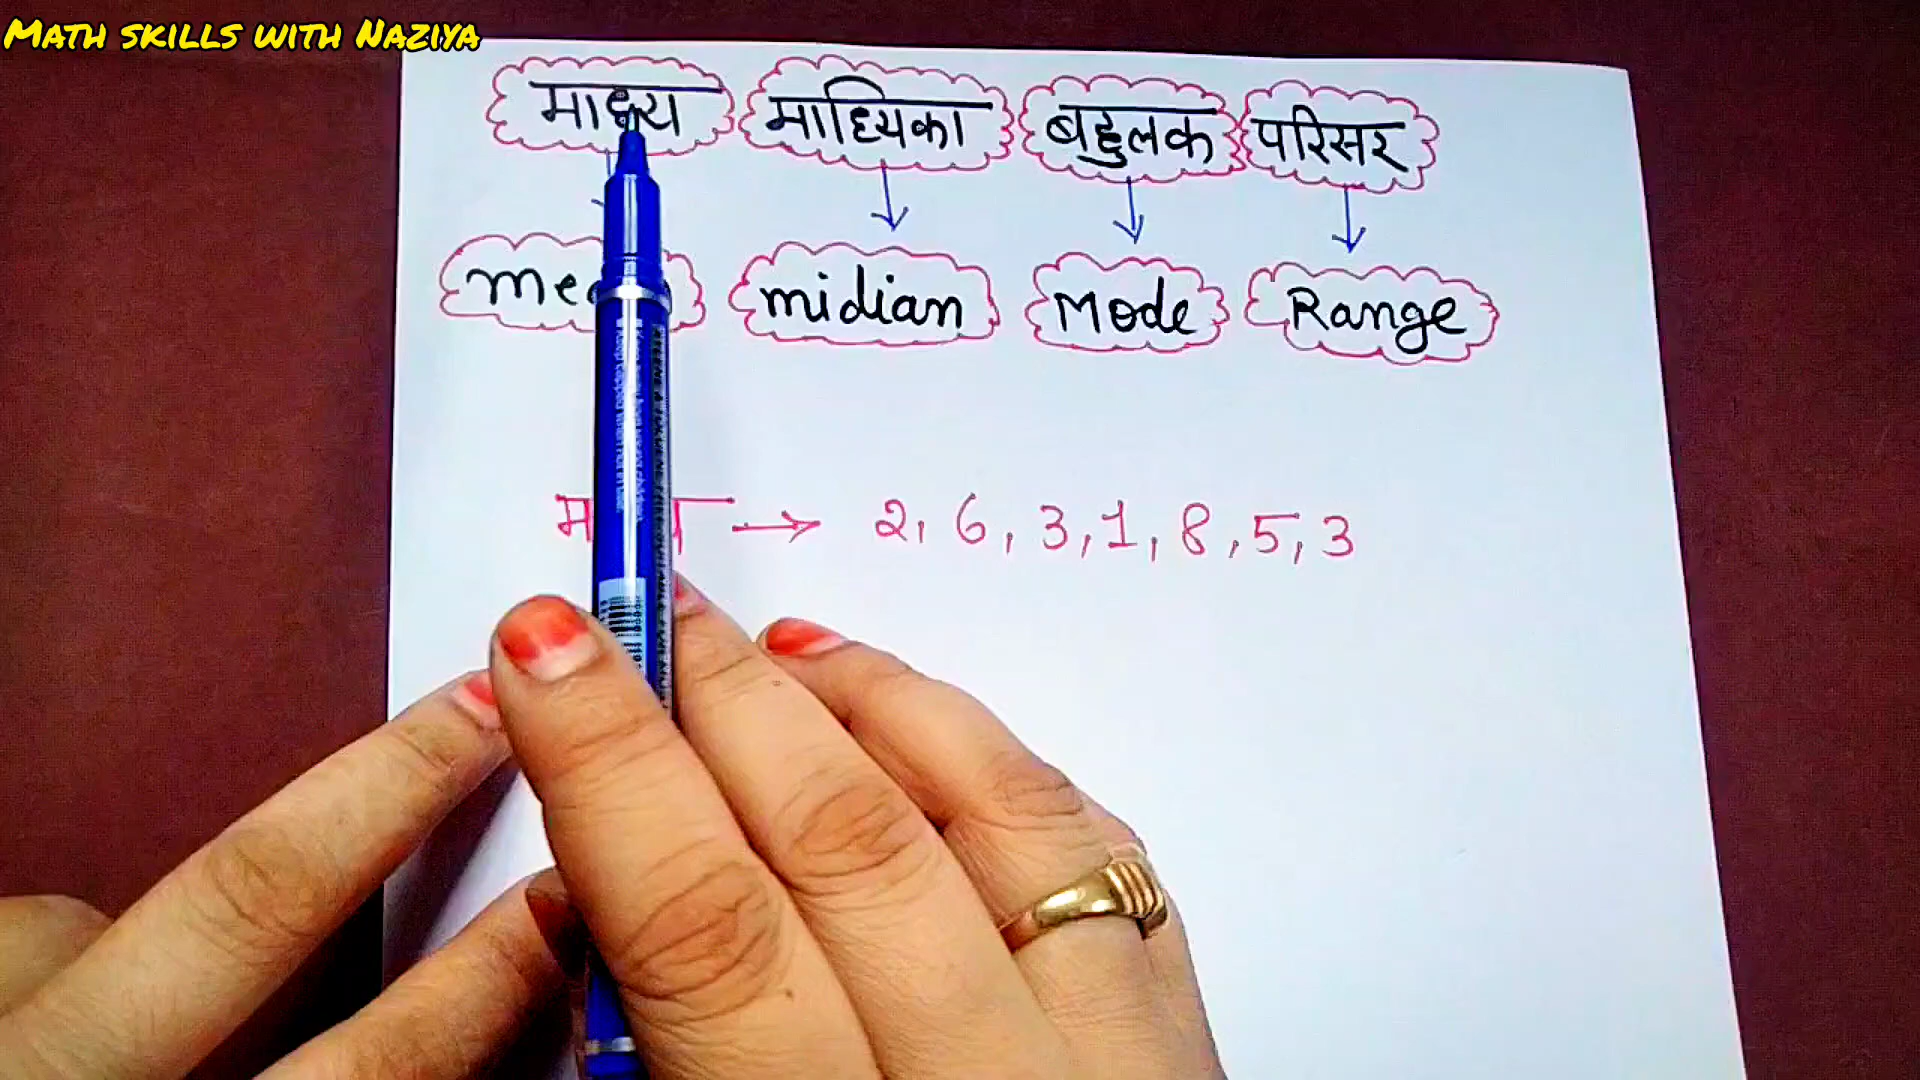 MATH SKILLS WITH NAZIYA
माध्य माध्यिका बहुलक परिसर
midian Mode Range
→ 2, 6, 3, 1, 8, 5, 3